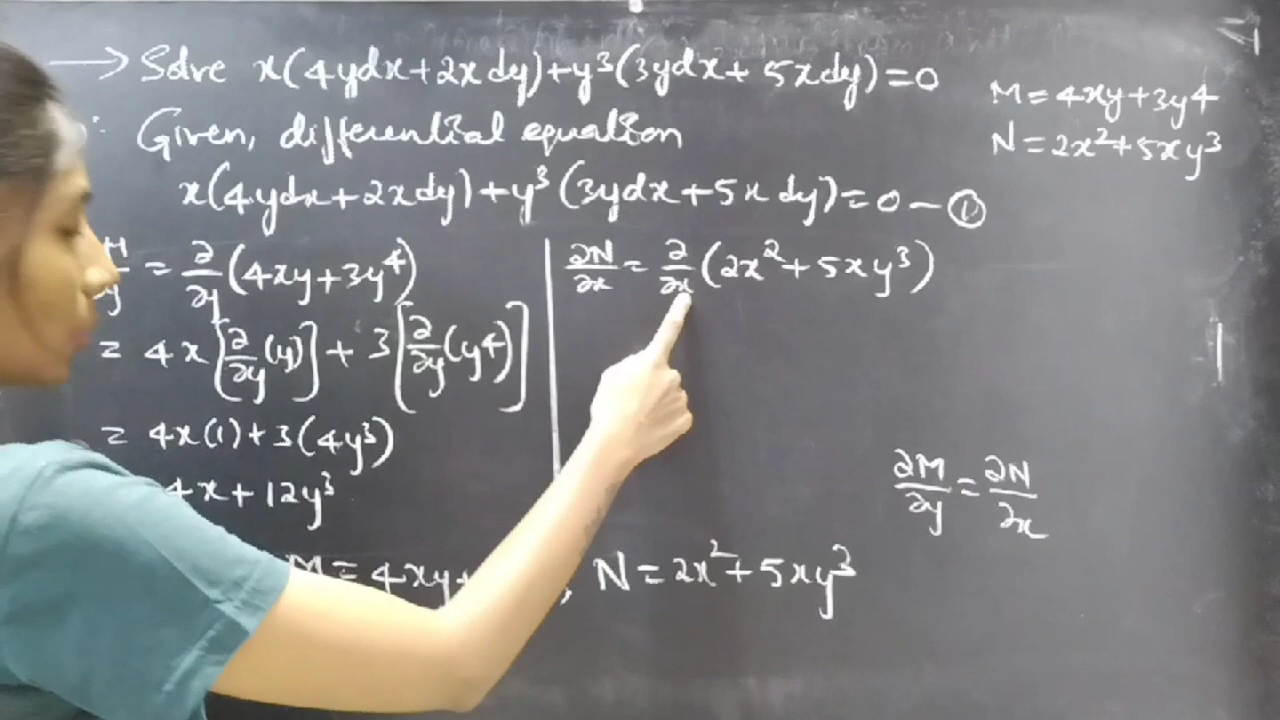 → Solve x(4ydx+2xdy)+y³(3ydx+5xdy)=0
M=4xy+3y4
N=2x²+5xy³
Given, differential equation
x(4ydx+2xdy)+y³(3ydx+5xdy)=0-①
= ∂/∂y(4xy+3y⁴)
= 4x[∂/∂y(y)]+3[∂/∂y(y4)]
= 4x(1)+3(4y³)
4x+12y³
∂N/∂x = ∂/∂x(2x²+5xy³)
∂M/∂y=∂N/∂x
M=4xy+ , N=2x²+5xy³